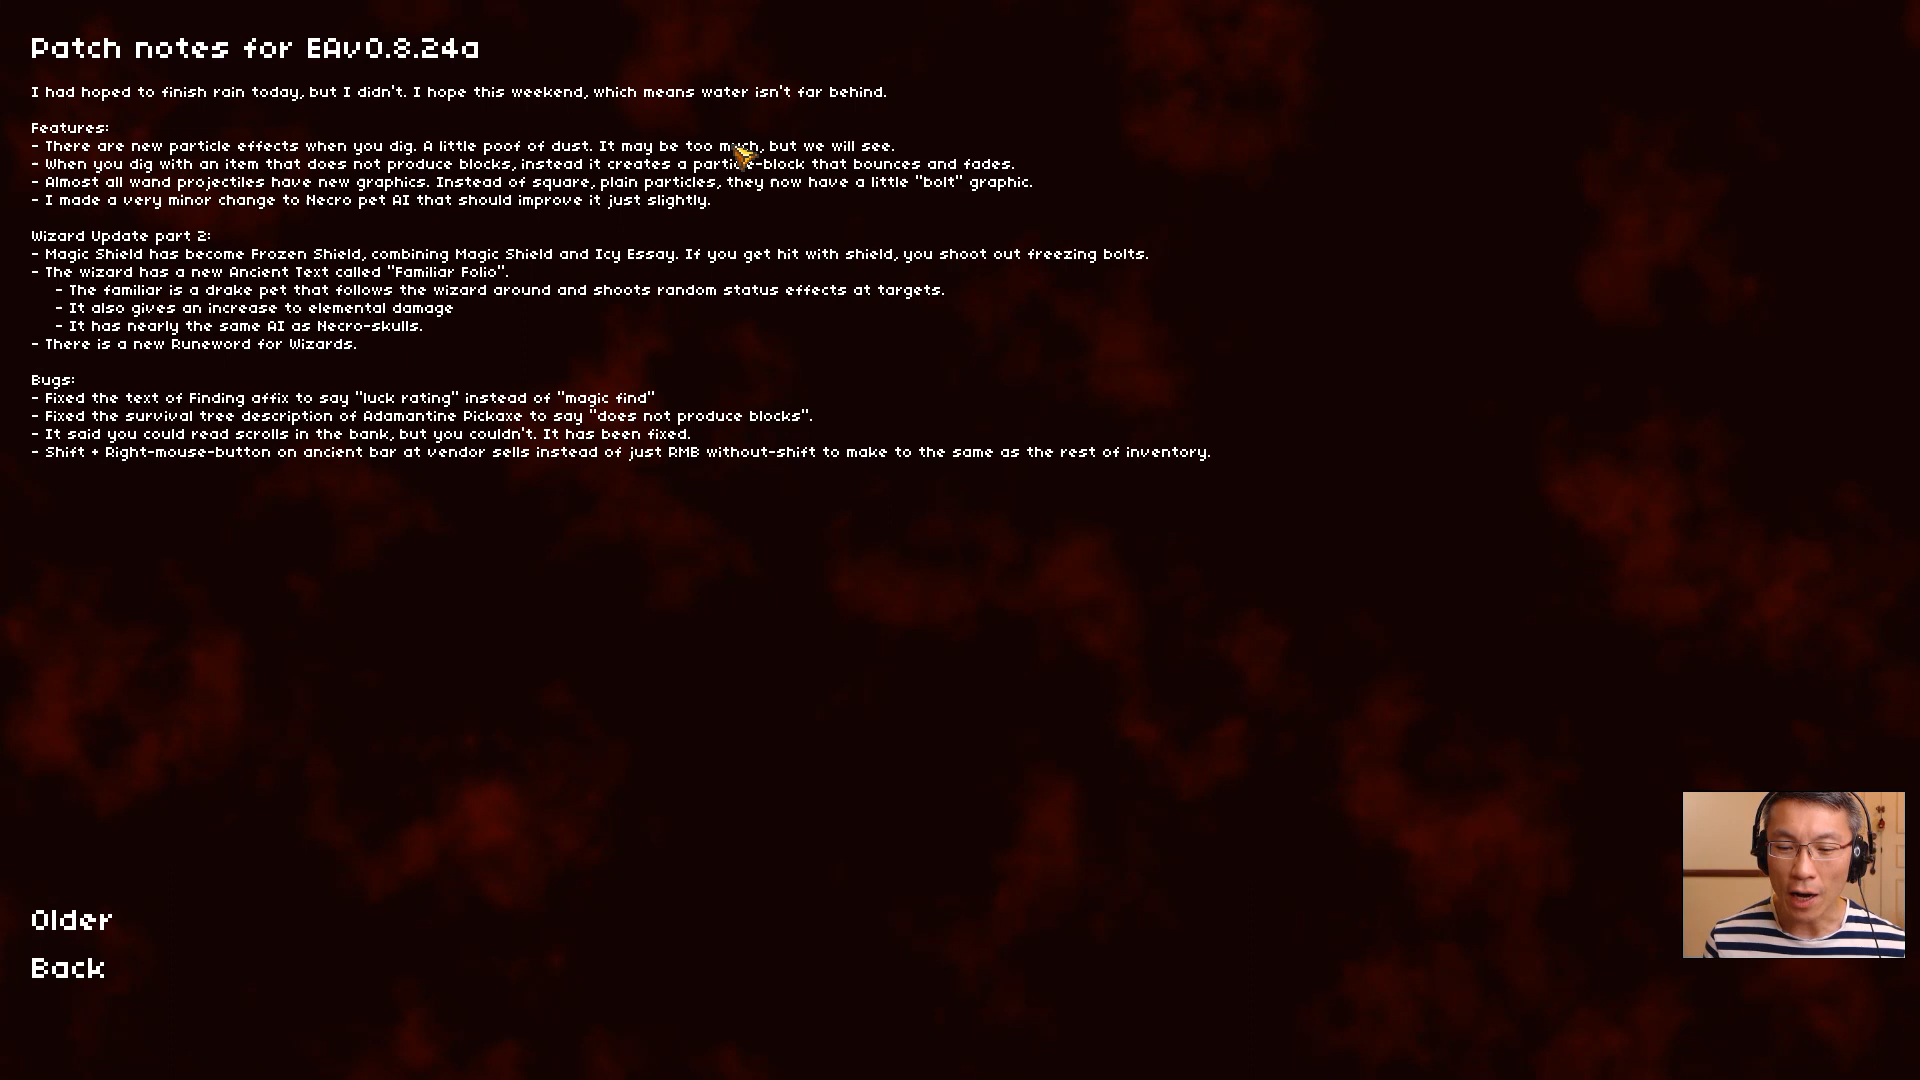 Patch notes for EAv0.8.24a
I had hoped to finish rain today, but I didn't. I hope this weekend, which means water isn't far behind.
Features:
- There are new particle effects when you dig. A little poof of dust. It may be too much, but we will see.
- When you dig with an item that does not produce blocks, instead it creates a particle-block that bounces and fades.
- Almost all wand projectiles have new graphics. Instead of square, plain particles, they now have a little "bolt" graphic.
- I made a very minor change to Necro pet AI that should improve it just slightly.
Wizard Update part 2:
- Magic Shield has become Frozen Shield, combining Magic Shield and Icy Essay. If you get hit with shield, you shoot out freezing bolts.
- The wizard has a new Ancient Text called "Familiar Folio".
- The familiar is a drake pet that follows the wizard around and shoots random status effects at targets.
- It also gives an increase to elemental damage
- It has nearly the same AI as Necro-skulls.
- There is a new Runeword for Wizards.
Bugs:
- Fixed the text of Finding affix to say "luck rating" instead of "magic find"
- Fixed the survival tree description of Adamantine Pickaxe to say "does not produce blocks".
- It said you could read scrolls in the bank, but you couldn't. It has been fixed.
- Shift + Right-mouse-button on ancient bar at vendor sells instead of just RMB without-shift to make to the same as the rest of inventory.
Older
Back